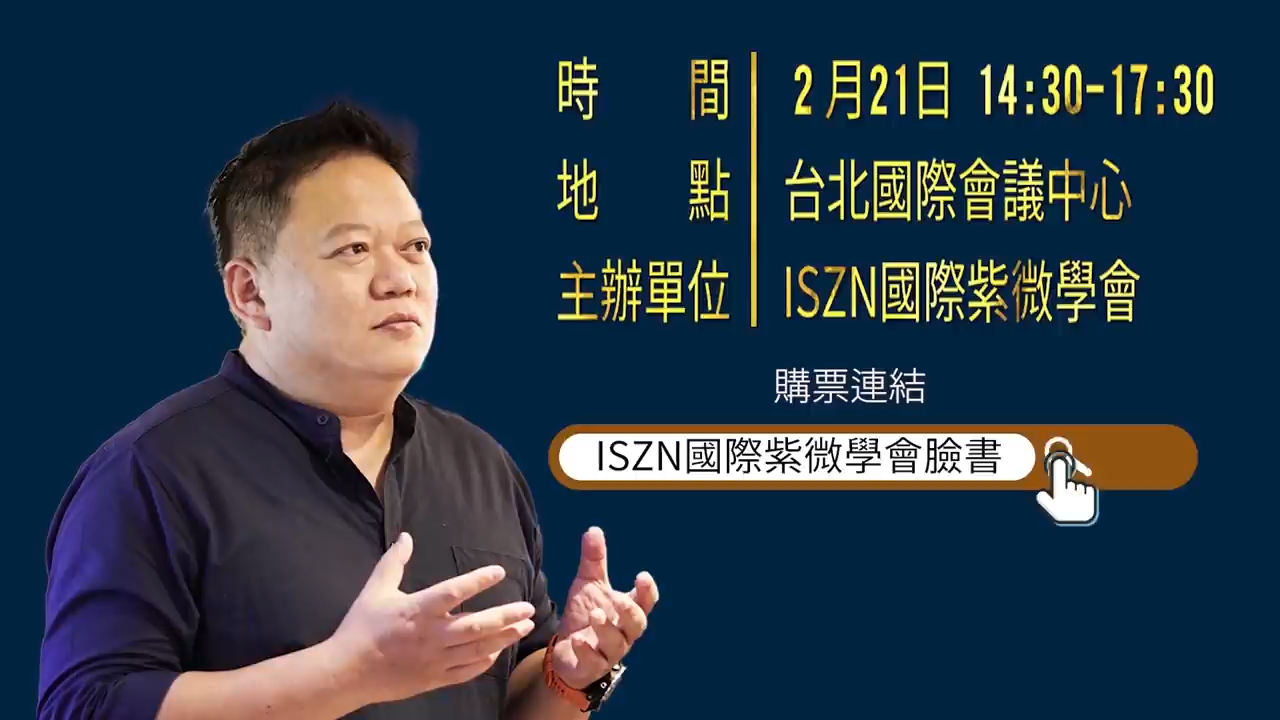 時間 2月21日 14:30-17:30
地點 台北國際會議中心
主辦單位 ISZN國際紫微學會
購票連結
ISZN國際紫微學會臉書